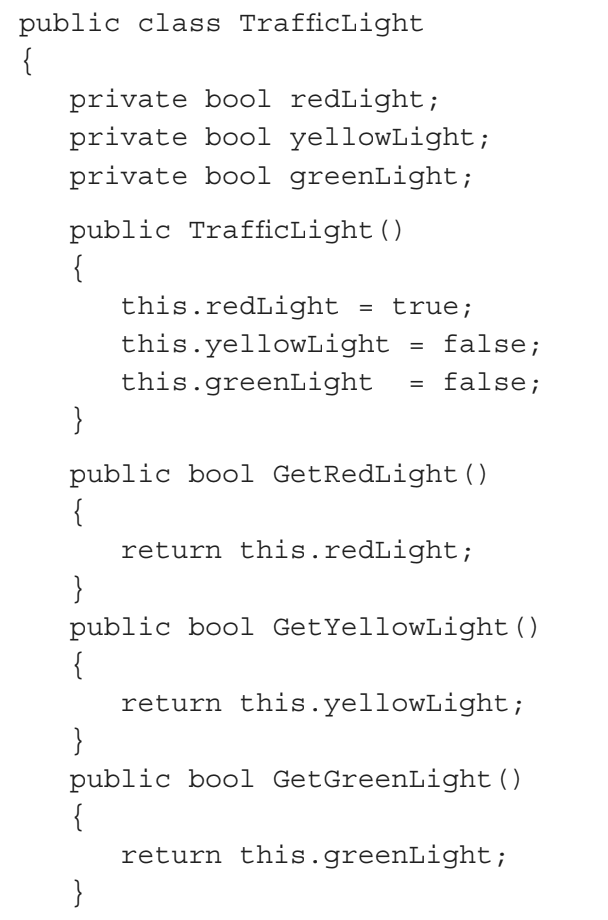 public class TrafficLight
{
   private bool redLight;
   private bool yellowLight;
   private bool greenLight;
   public TrafficLight()
   {
      this.redLight = true;
      this.yellowLight = false;
      this.greenLight  = false;
   }
   public bool GetRedLight()
   {
      return this.redLight;
   }
   public bool GetYellowLight()
   {
      return this.yellowLight;
   }
   public bool GetGreenLight()
   {
      return this.greenLight;
   }